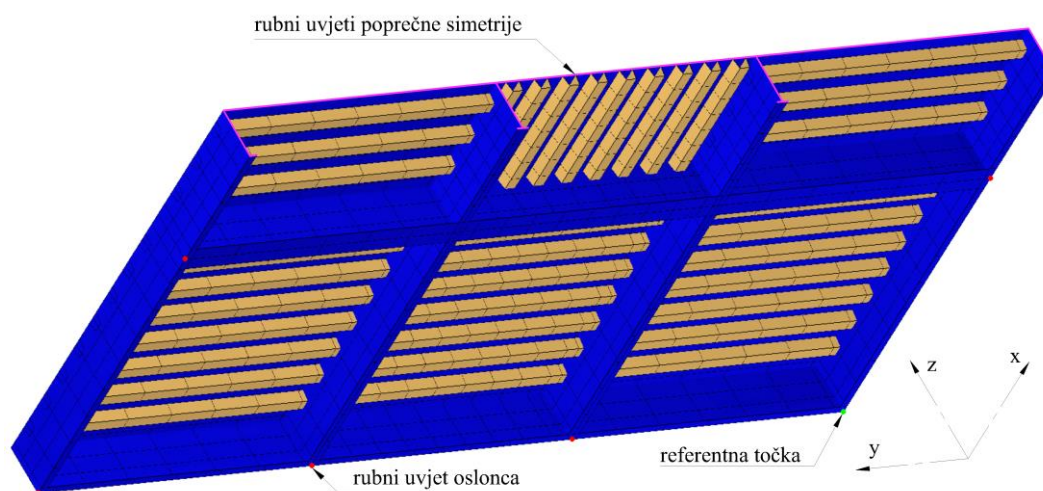 rubni uvjeti poprečne simetrije
z
x
y
referentna točka
rubni uvjet oslonca